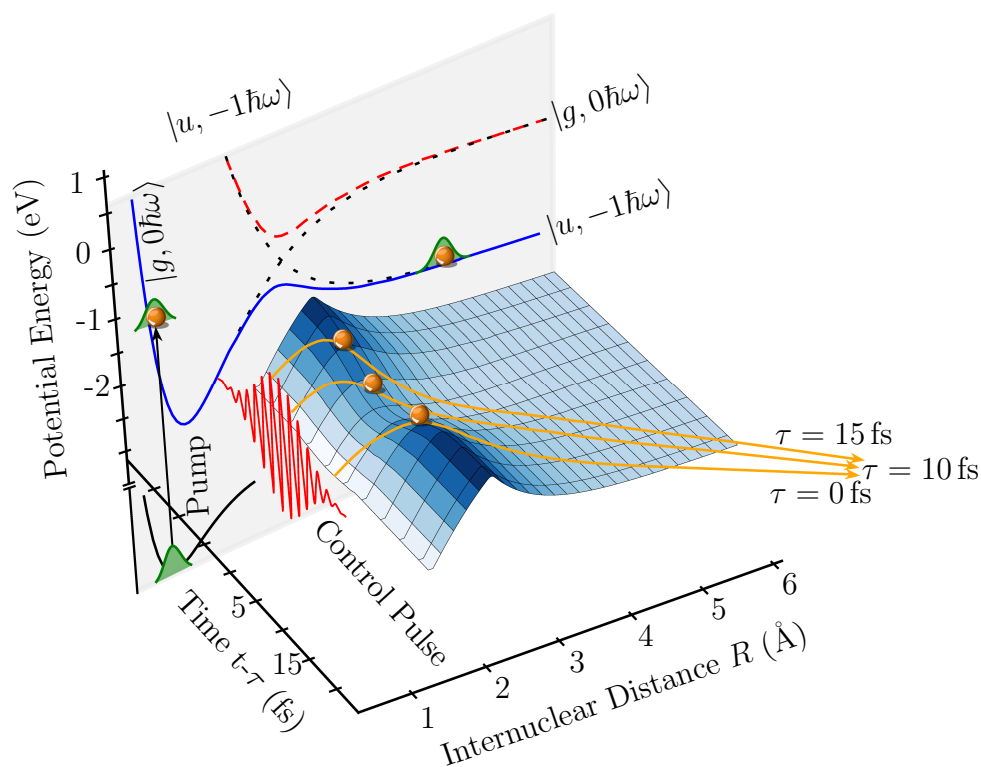 |u, −1ħω⟩
|g, 0ħω⟩
|g, 0ħω⟩
|u, −1ħω⟩
Potential Energy (eV)
1
0
-1
-2
Pump
Control Pulse
τ = 15 fs
τ = 10 fs
τ = 0 fs
Time t-τ (fs)
5
15
Internuclear Distance R (Å)
1
2
3
4
5
6